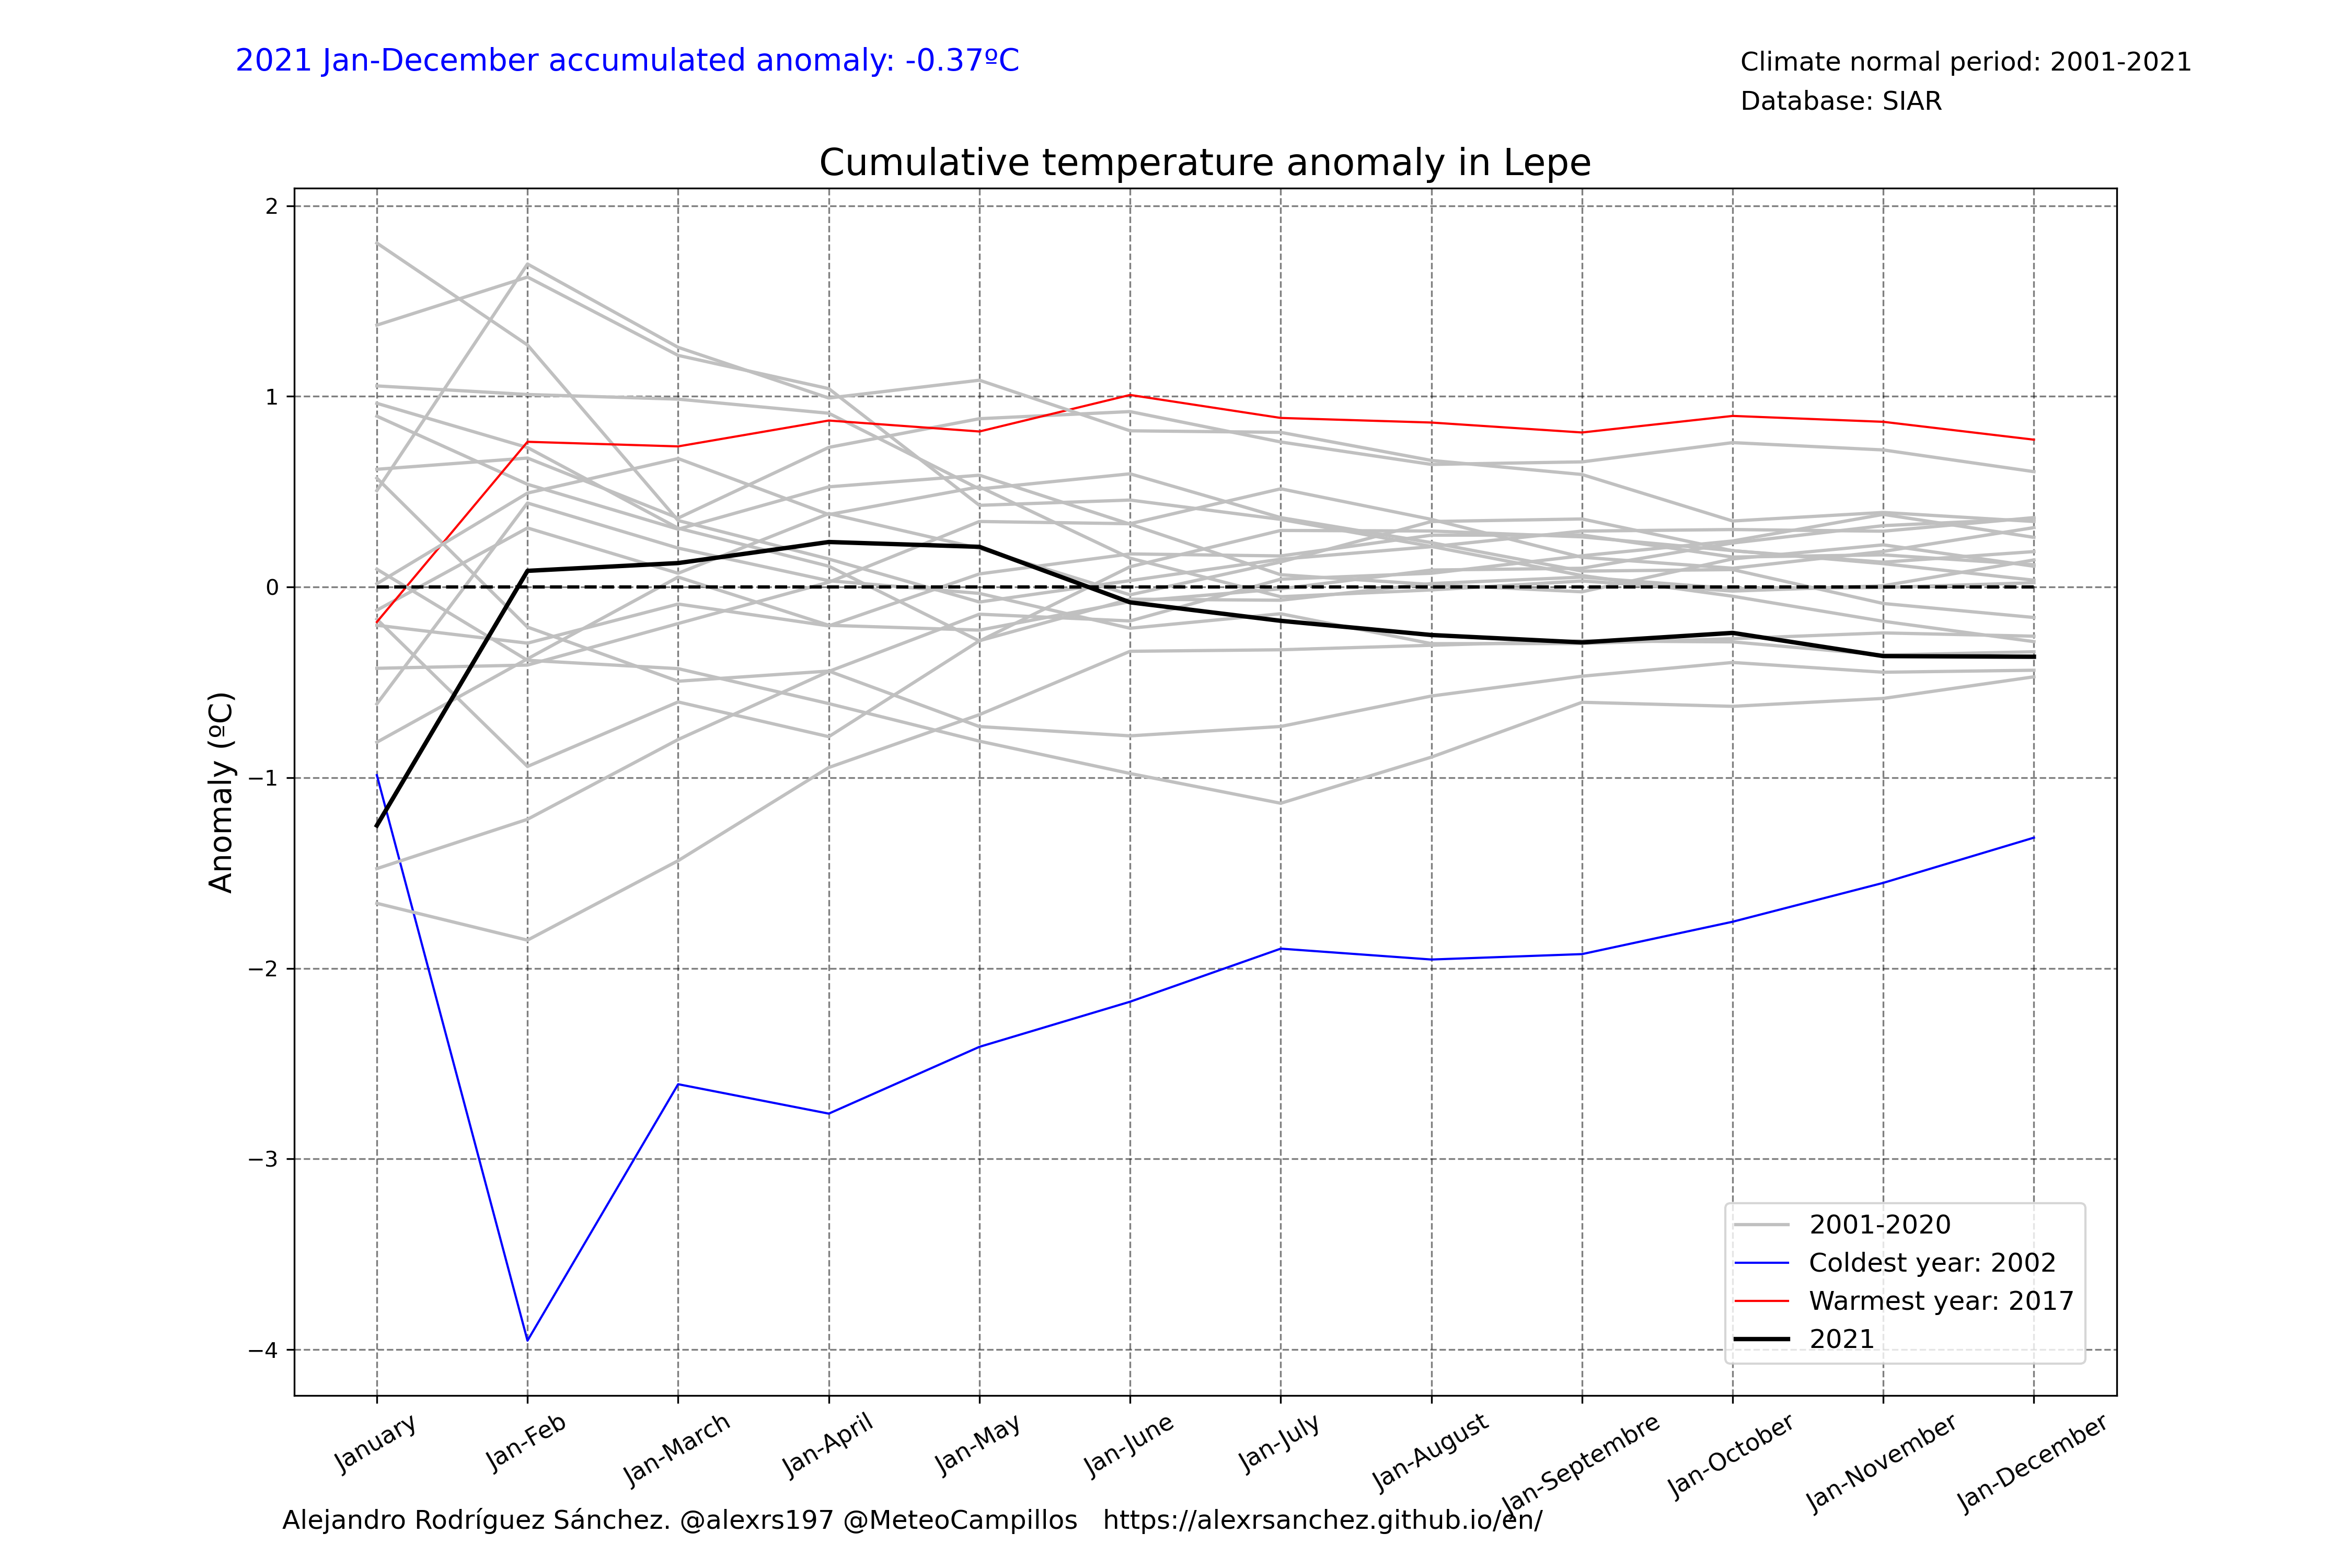 2021 Jan-December accumulated anomaly: -0.37ºC
Climate normal period: 2001-2021
Database: SIAR
Cumulative temperature anomaly in Lepe
Anomaly (ºC)
2
1
0
−1
−2
−3
−4
2001-2020
Coldest year: 2002
Warmest year: 2017
2021
January
Jan-Feb
Jan-March
Jan-April
Jan-May
Jan-June
Jan-July
Jan-August
Jan-Septembre
Jan-October
Jan-November
Jan-December
Alejandro Rodríguez Sánchez. @alexrs197 @MeteoCampillos https://alexrsanchez.github.io/en/